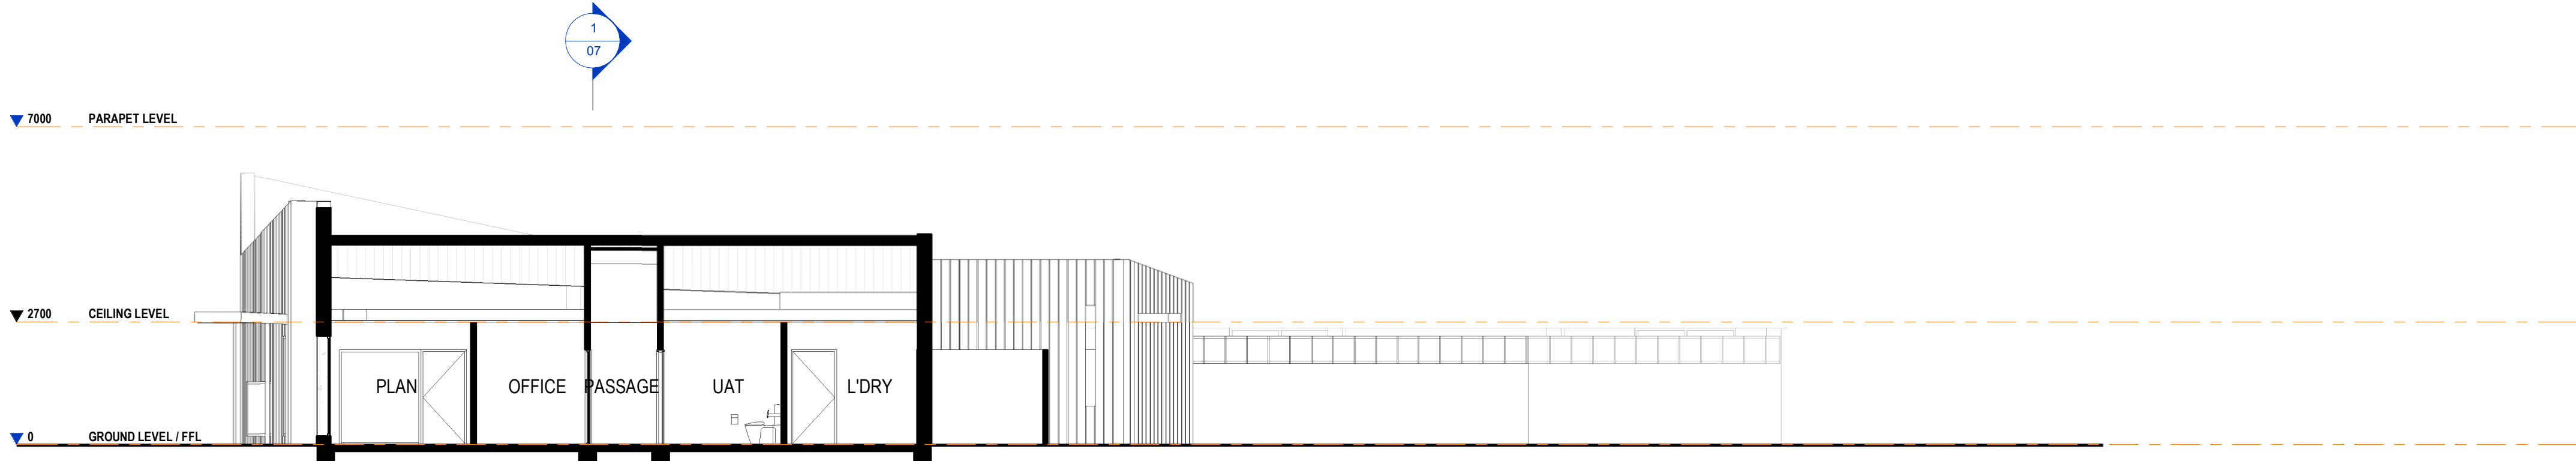 1
07
7000 PARAPET LEVEL
2700 CEILING LEVEL
PLAN OFFICE PASSAGE UAT L'DRY
0 GROUND LEVEL / FFL